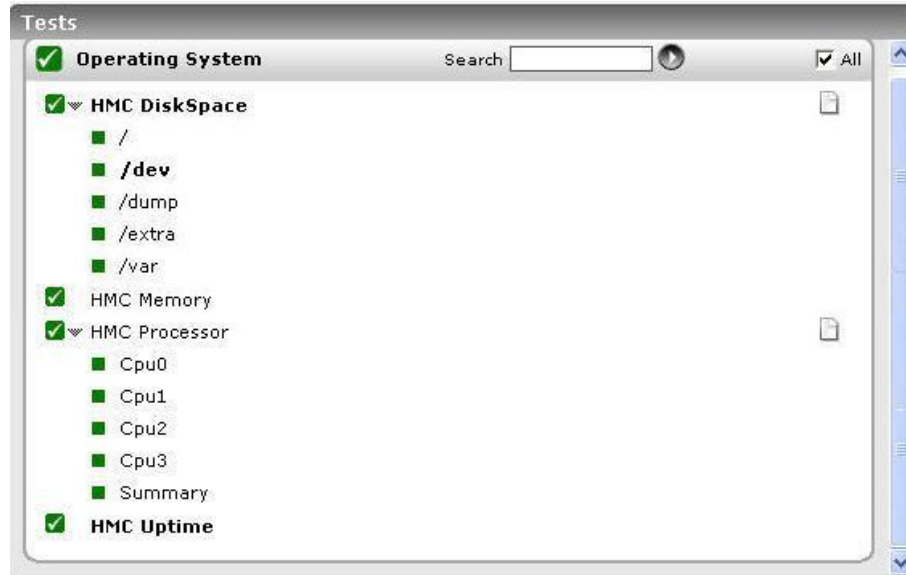 Tests
Operating System Search All
HMC DiskSpace
/
/dev
/dump
/extra
/var
HMC Memory
HMC Processor
Cpu0
Cpu1
Cpu2
Cpu3
Summary
HMC Uptime